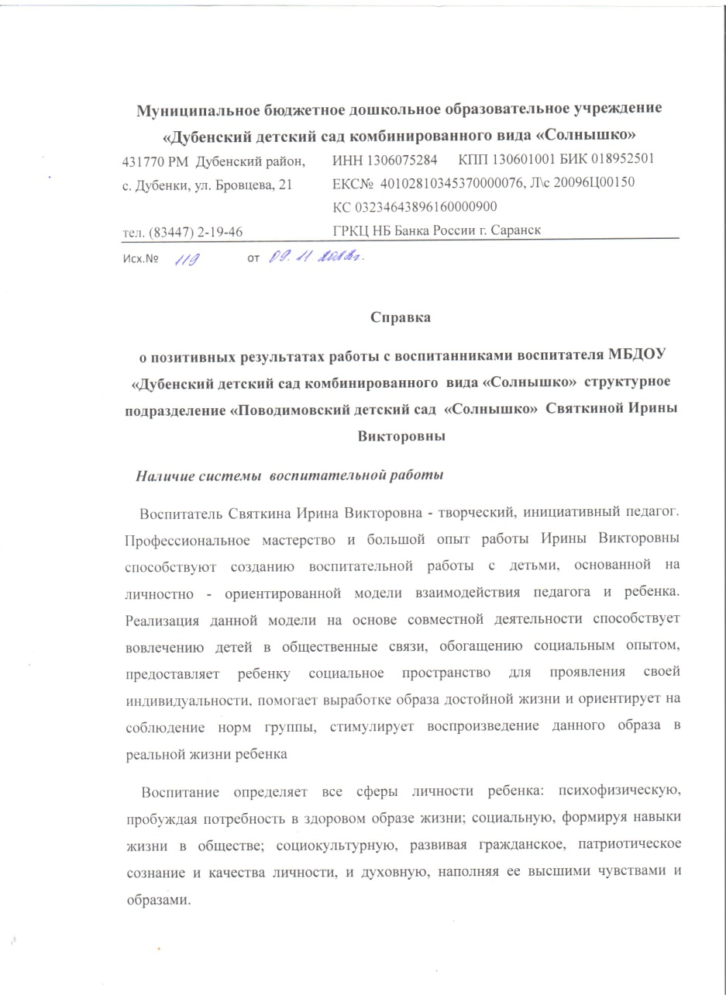 Муниципальное бюджетное дошкольное образовательное учреждение
«Дубенский детский сад комбинированного вида «Солнышко»
431770 РМ Дубенский район, ИНН 1306075284 КПП 130601001 БИК 018952501
с. Дубенки, ул. Бровцева, 21 ЕКС№ 40102810345370000076, Л\с 20096Ц00150
КС 03234643896160000900
тел. (83447) 2-19-46 ГРКЦ НБ Банка России г. Саранск
Исх.№ 119 от 09. 11
Справка
о позитивных результатах работы с воспитанниками воспитателя МБДОУ
«Дубенский детский сад комбинированного вида «Солнышко» структурное
подразделение «Поводимовский детский сад «Солнышко» Святкиной Ирины
Викторовны
Наличие системы воспитательной работы
Воспитатель Святкина Ирина Викторовна - творческий, инициативный педагог.
Профессиональное мастерство и большой опыт работы Ирины Викторовны
способствуют созданию воспитательной работы с детьми, основанной на
личностно - ориентированной модели взаимодействия педагога и ребенка.
Реализация данной модели на основе совместной деятельности способствует
вовлечению детей в общественные связи, обогащению социальным опытом,
предоставляет ребенку социальное пространство для проявления своей
индивидуальности, помогает выработке образа достойной жизни и ориентирует на
соблюдение норм группы, стимулирует воспроизведение данного образа в
реальной жизни ребенка
Воспитание определяет все сферы личности ребенка: психофизическую,
пробуждая потребность в здоровом образе жизни; социальную, формируя навыки
жизни в обществе; социокультурную, развивая гражданское, патриотическое
сознание и качества личности, и духовную, наполняя ее высшими чувствами и
образами.